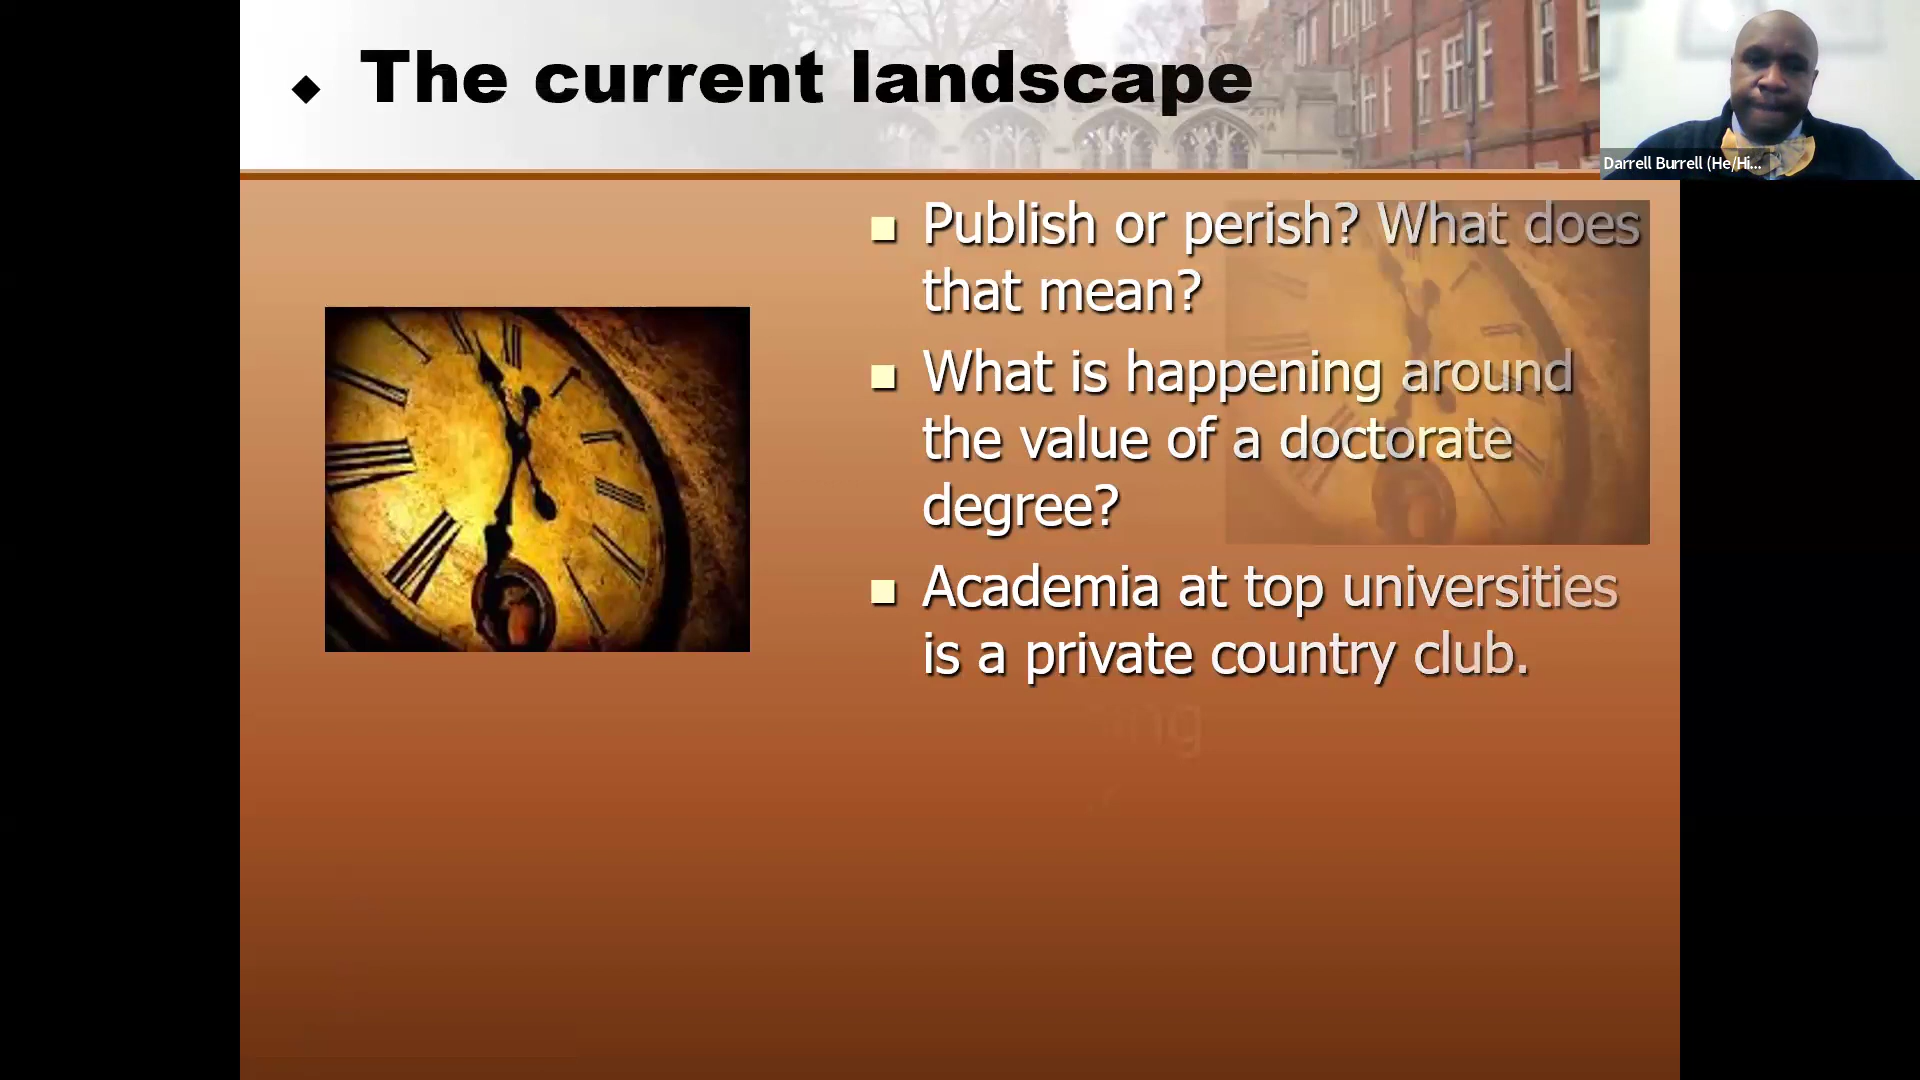 The current landscape
Darrell Burrell (He/Hi...
Publish or perish? What does
that mean?
What is happening around
the value of a doctorate
degree?
Academia at top universities
is a private country club.